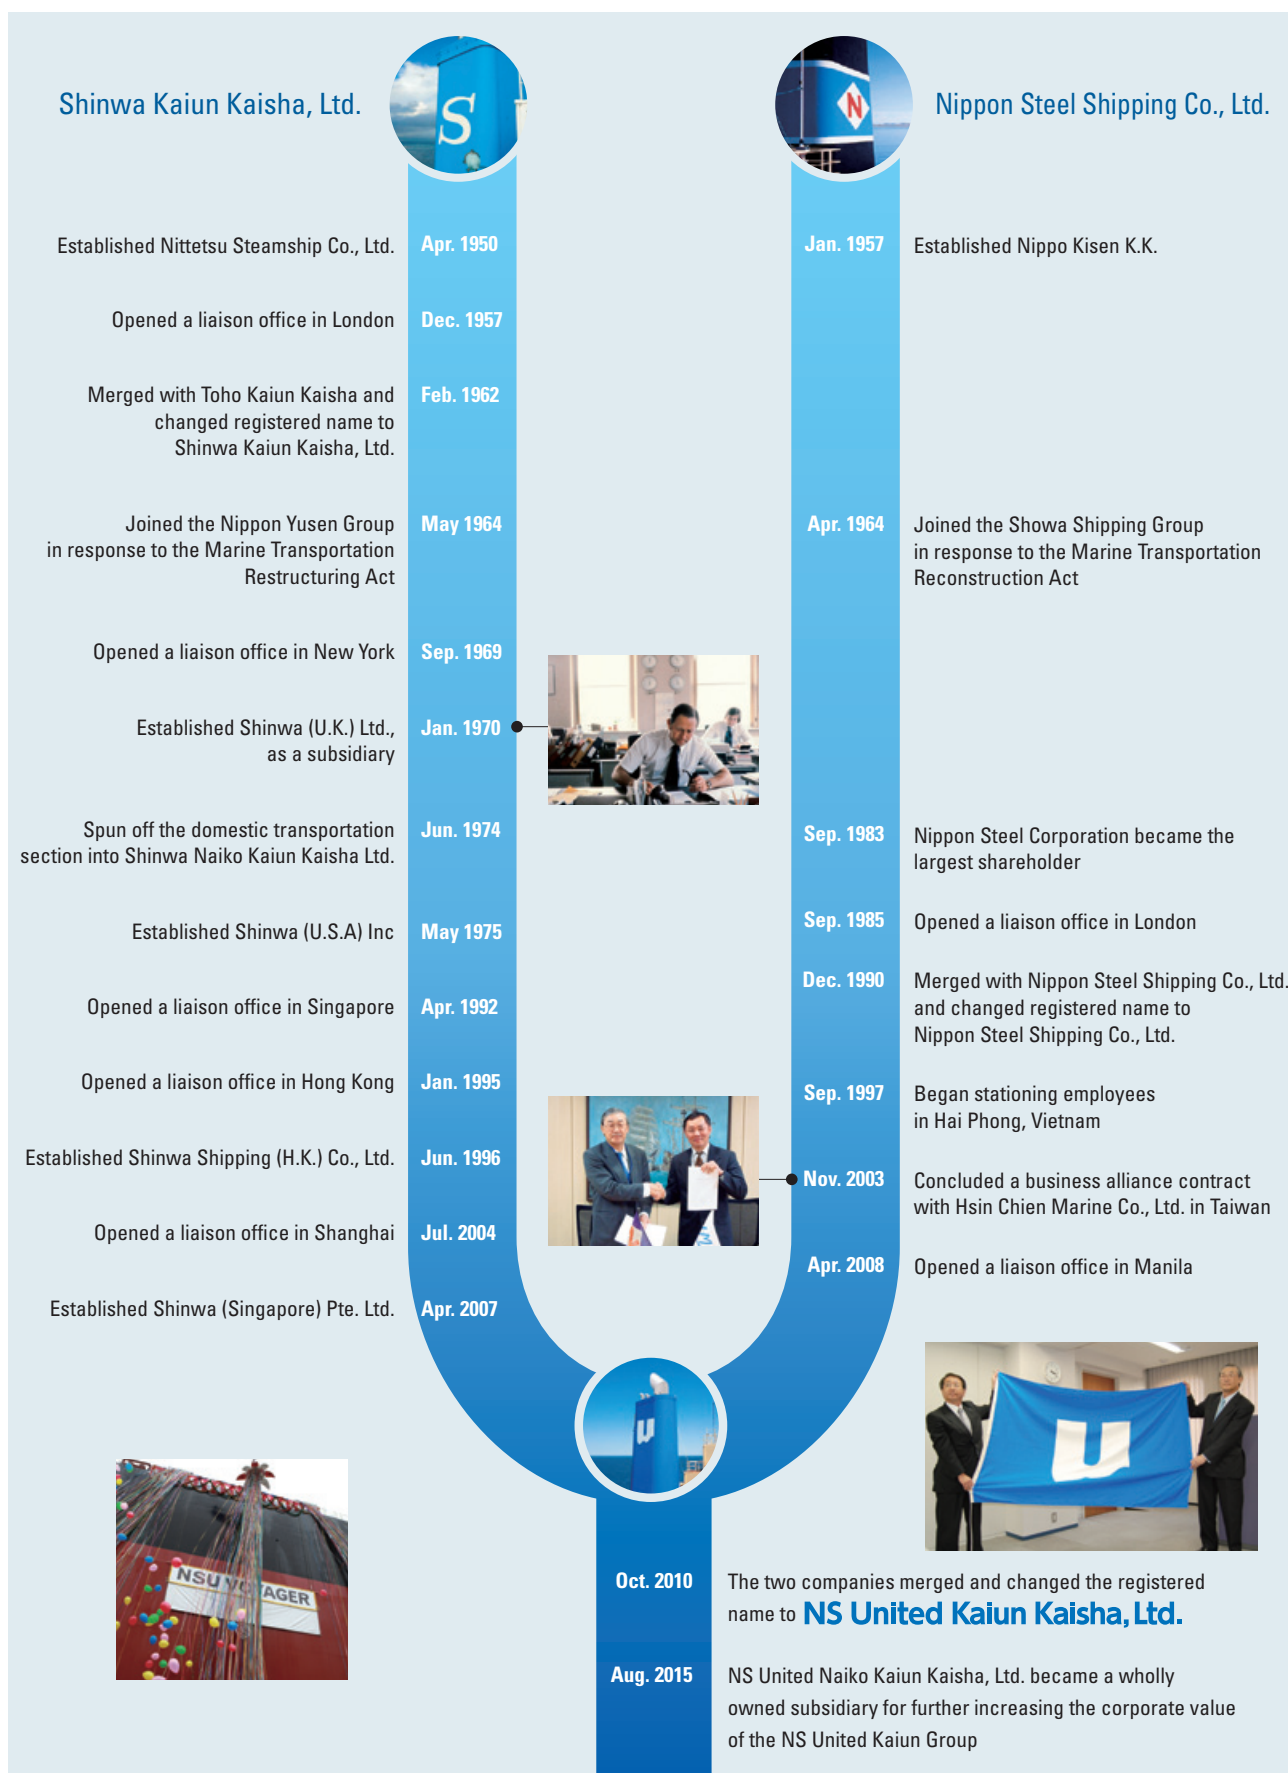 Shinwa Kaiun Kaisha, Ltd.
S
Established Nittetsu Steamship Co., Ltd.
Apr. 1950
Opened a liaison office in London
Dec. 1957
Merged with Toho Kaiun Kaisha and
changed registered name to
Shinwa Kaiun Kaisha, Ltd.
Feb. 1962
Joined the Nippon Yusen Group
in response to the Marine Transportation
Restructuring Act
May 1964
Opened a liaison office in New York
Sep. 1969
Established Shinwa (U.K.) Ltd.,
as a subsidiary
Jan. 1970
Spun off the domestic transportation
section into Shinwa Naiko Kaiun Kaisha Ltd.
Jun. 1974
Established Shinwa (U.S.A) Inc
May 1975
Opened a liaison office in Singapore
Apr. 1992
Opened a liaison office in Hong Kong
Jan. 1995
Established Shinwa Shipping (H.K.) Co., Ltd.
Jun. 1996
Opened a liaison office in Shanghai
Jul. 2004
Established Shinwa (Singapore) Pte. Ltd.
Apr. 2007
N
Nippon Steel Shipping Co., Ltd.
Jan. 1957
Established Nippo Kisen K.K.
Apr. 1964
Joined the Showa Shipping Group
in response to the Marine Transportation
Reconstruction Act
Sep. 1983
Nippon Steel Corporation became the
largest shareholder
Sep. 1985
Opened a liaison office in London
Dec. 1990
Merged with Nippon Steel Shipping Co., Ltd.
and changed registered name to
Nippon Steel Shipping Co., Ltd.
Sep. 1997
Began stationing employees
in Hai Phong, Vietnam
Nov. 2003
Concluded a business alliance contract
with Hsin Chien Marine Co., Ltd. in Taiwan
Apr. 2008
Opened a liaison office in Manila
U
U
NSU VOYAGER
Oct. 2010
The two companies merged and changed the registered
name to NS United Kaiun Kaisha, Ltd.
Aug. 2015
NS United Naiko Kaiun Kaisha, Ltd. became a wholly
owned subsidiary for further increasing the corporate value
of the NS United Kaiun Group